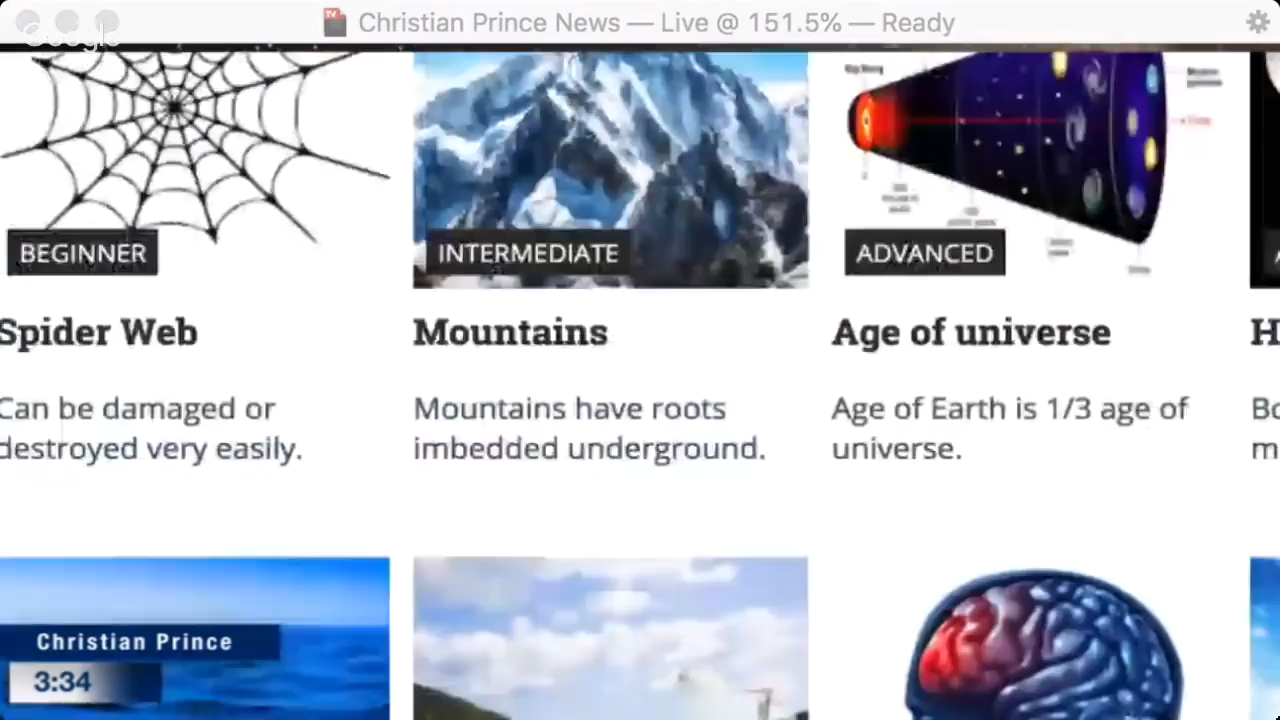 Christian Prince News — Live @ 151.5% — Ready
Google
BEGINNER
INTERMEDIATE
ADVANCED
Spider Web
Mountains
Age of universe
H
Can be damaged or
destroyed very easily.
Mountains have roots
imbedded underground.
Age of Earth is 1/3 age of
universe.
Christian Prince
3:34